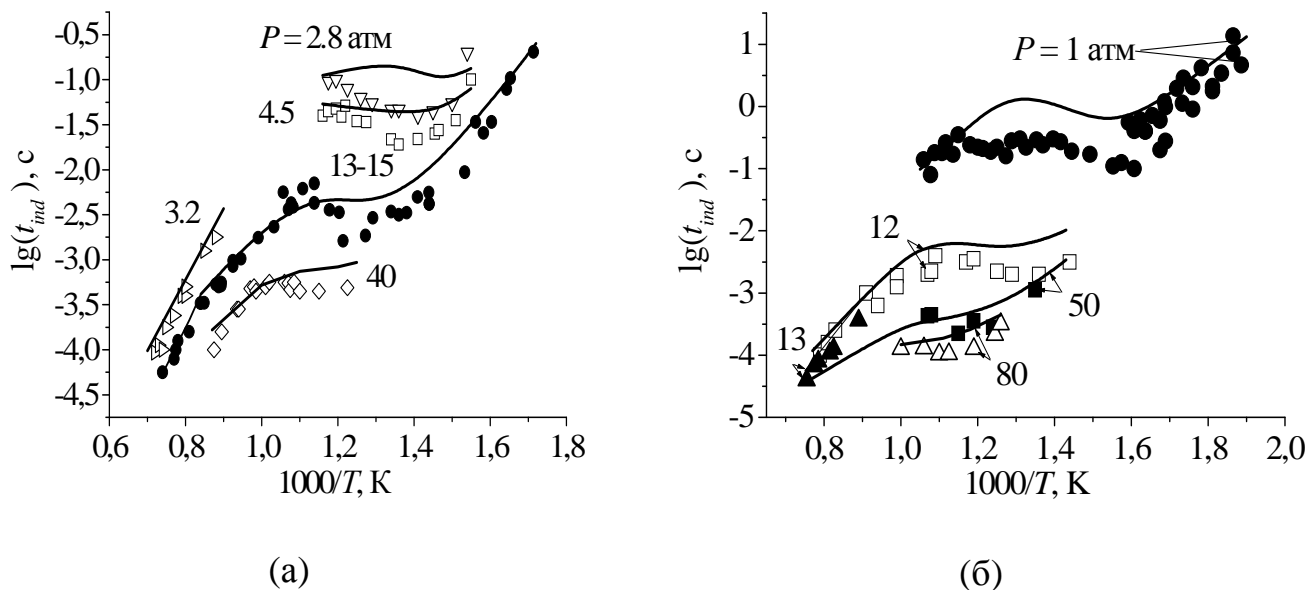 -0,5
-1,0
-1,5
-2,0
-2,5
-3,0
-3,5
-4,0
-4,5
lg(t_ind), с
P = 2.8 атм
4.5
13-15
3.2
40
0,6 0,8 1,0 1,2 1,4 1,6 1,8
1000/T, К
(а)
1
0
-1
-2
-3
-4
-5
lg(t_ind), с
P = 1 атм
12
50
13
80
0,8 1,0 1,2 1,4 1,6 1,8 2,0
1000/T, К
(б)